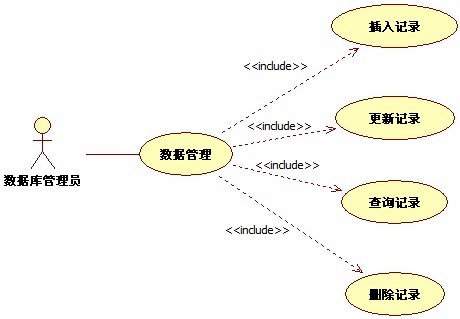 插入记录
<<include>>
更新记录
<<include>>
数据管理
<<include>>
数据库管理员
查询记录
<<include>>
删除记录